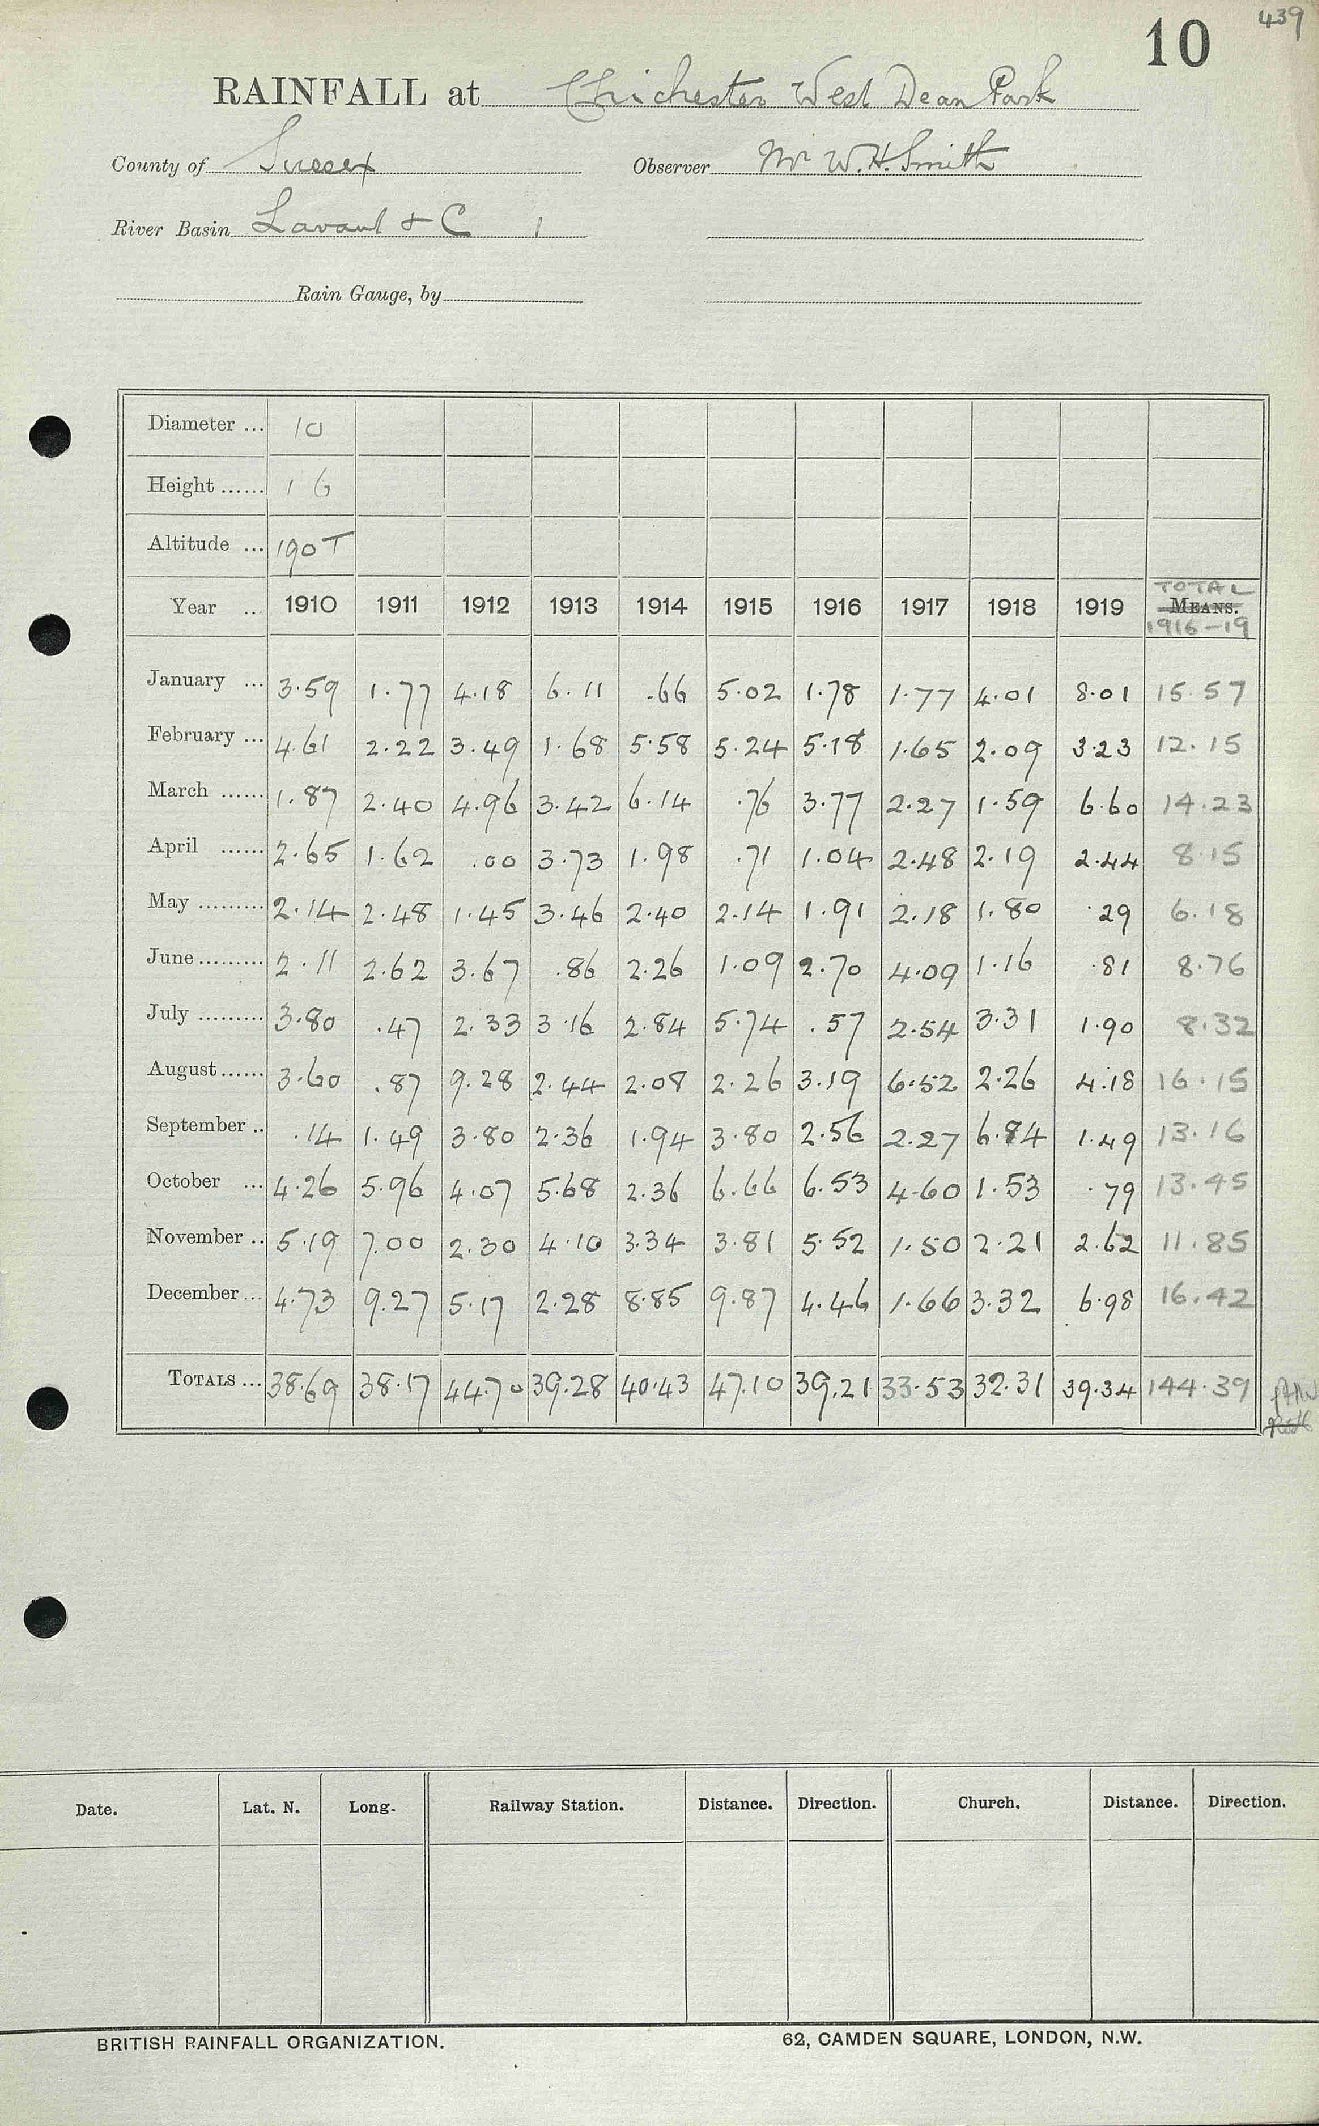 439
10
RAINFALL at Chichester West Dean Park
County of Sussex Observer Mr W. H. Smith
River Basin Lavant & C 1
Rain Gauge, by
Diameter ... 10
Height ...... 1 6
Altitude ... 190 T
Year ... 1910 1911 1912 1913 1914 1915 1916 1917 1918 1919 TOTAL MEANS. 1916-19
January ... 3.59 1.77 4.18 6.11 .66 5.02 1.78 1.77 4.01 8.01 15.57
February ... 4.61 2.22 3.49 1.68 5.58 5.24 5.18 1.65 2.09 3.23 12.15
March ...... 1.87 2.40 4.96 3.42 6.14 .76 3.77 2.27 1.59 6.60 14.23
April ...... 2.65 1.62 .00 3.73 1.98 .71 1.04 2.48 2.19 2.44 8.15
May ......... 2.14 2.48 1.45 3.46 2.40 2.14 1.91 2.18 1.80 .29 6.18
June ......... 2.11 2.62 3.67 .86 2.26 1.09 2.70 4.09 1.16 .81 8.76
July ......... 3.80 .47 2.33 3.16 2.84 5.74 .57 2.54 3.31 1.90 8.32
August ...... 3.60 .87 9.28 2.44 2.08 2.26 3.19 6.52 2.26 4.18 16.15
September .. .14 1.49 3.80 2.36 1.94 3.80 2.56 2.27 6.84 1.49 13.16
October ... 4.26 5.96 4.07 5.68 2.36 6.66 6.53 4.60 1.53 .79 13.45
November .. 5.19 7.00 2.30 4.10 3.34 3.81 5.52 1.50 2.21 2.62 11.85
December ... 4.73 9.27 5.17 2.28 8.85 9.87 4.46 1.66 3.32 6.98 16.42
TOTALS ... 38.69 38.17 44.70 39.28 40.43 47.10 39.21 33.53 32.31 39.34 144.39
Date. Lat. N. Long. Railway Station. Distance. Direction. Church. Distance. Direction.
BRITISH RAINFALL ORGANIZATION. 62, CAMDEN SQUARE, LONDON, N.W.